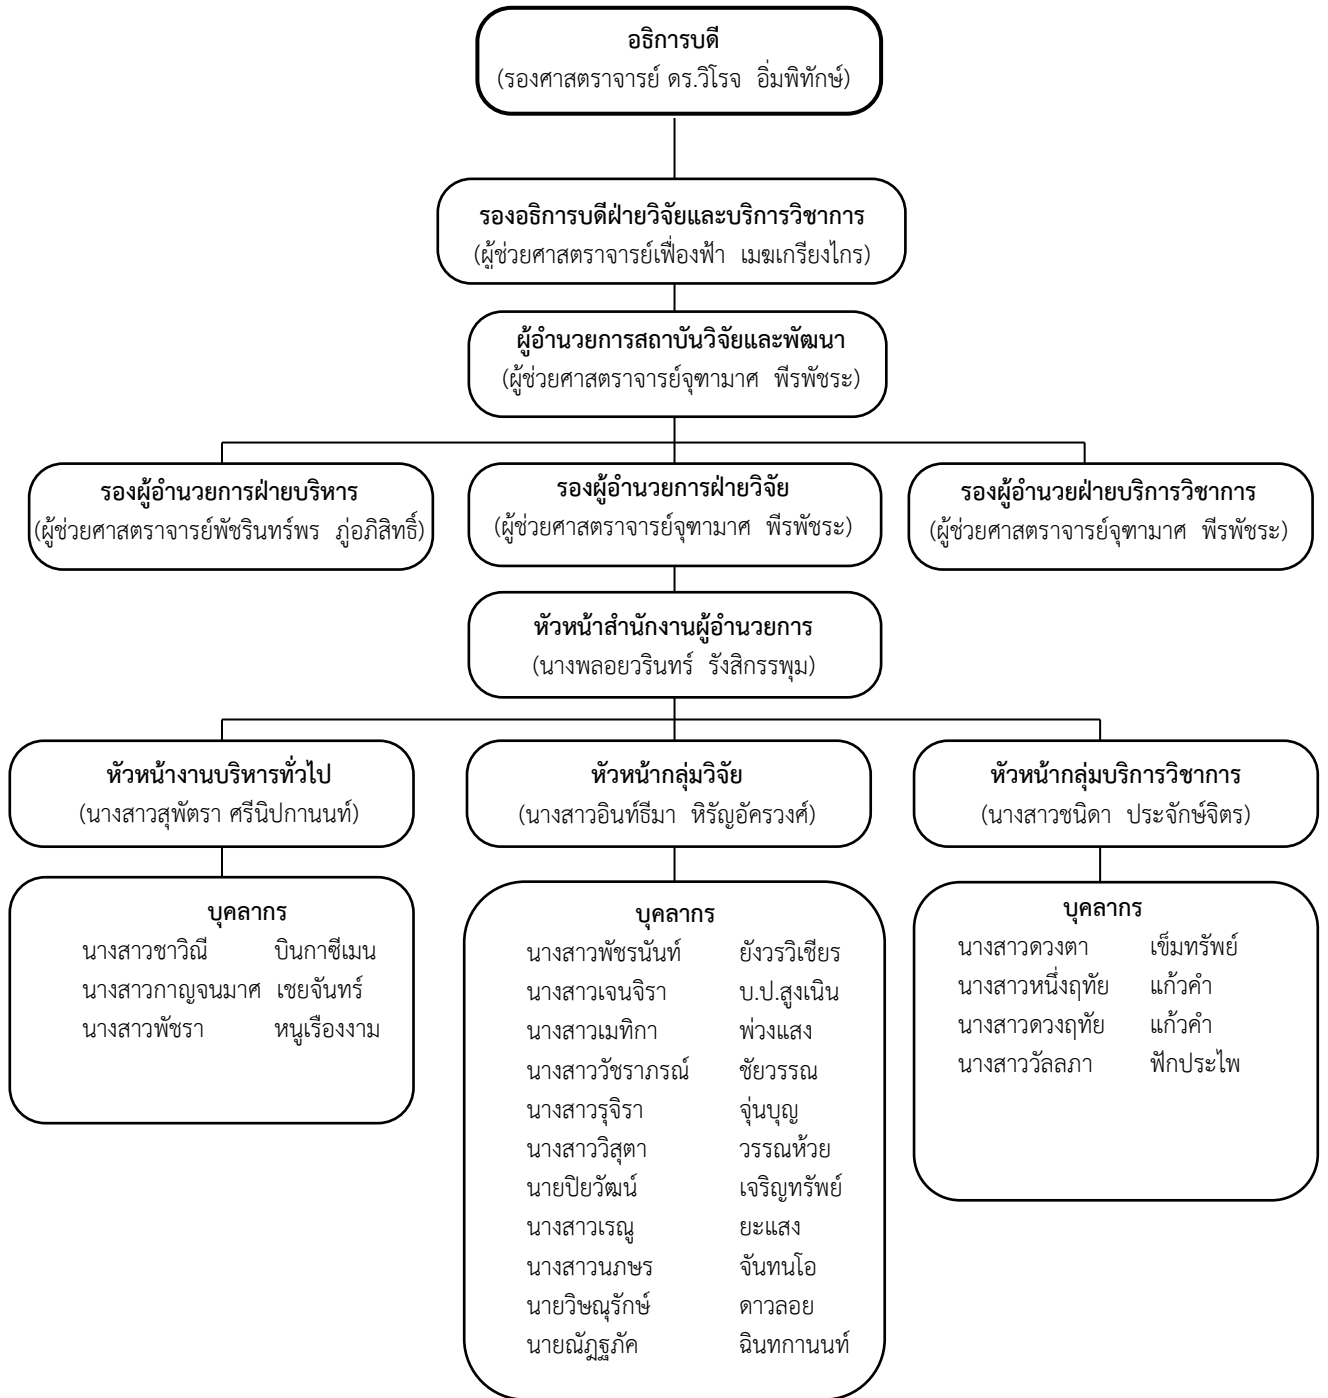 อธิการบดี
(รองศาสตราจารย์ ดร.วิโรจ อิ่มพิทักษ์)
รองอธิการบดีฝ่ายวิจัยและบริการวิชาการ
(ผู้ช่วยศาสตราจารย์เฟื่องฟ้า เมฆเกรียงไกร)
ผู้อำนวยการสถาบันวิจัยและพัฒนา
(ผู้ช่วยศาสตราจารย์จุฑามาศ พีรพัชระ)
รองผู้อำนวยการฝ่ายบริหาร
(ผู้ช่วยศาสตราจารย์พัชรินทร์พร ภู่อภิสิทธิ์)
รองผู้อำนวยการฝ่ายวิจัย
(ผู้ช่วยศาสตราจารย์จุฑามาศ พีรพัชระ)
รองผู้อำนวยฝ่ายบริการวิชาการ
(ผู้ช่วยศาสตราจารย์จุฑามาศ พีรพัชระ)
หัวหน้าสำนักงานผู้อำนวยการ
(นางพลอยวรินทร์ รังสิกรรพุม)
หัวหน้างานบริหารทั่วไป
(นางสาวสุพัตรา ศรีนิปกานนท์)
หัวหน้ากลุ่มวิจัย
(นางสาวอินท์ธีมา หิรัญอัครวงศ์)
หัวหน้ากลุ่มบริการวิชาการ
(นางสาวชนิดา ประจักษ์จิตร)
บุคลากร
นางสาวชาวิณี บินกาซีเมน
นางสาวกาญจนมาศ เชยจันทร์
นางสาวพัชรา หนูเรืองงาม
บุคลากร
นางสาวพัชรนันท์ ยังวรวิเชียร
นางสาวเจนจิรา บ.ป.สูงเนิน
นางสาวเมทิกา พ่วงแสง
นางสาววัชราภรณ์ ชัยวรรณ
นางสาวรุจิรา จุ่นบุญ
นางสาววิสุตา วรรณห้วย
นายปิยวัฒน์ เจริญทรัพย์
นางสาวเรณู ยะแสง
นางสาวนภษร จันทนโอ
นายวิษณุรักษ์ ดาวลอย
นายณัฎฐภัค ฉินทกานนท์
บุคลากร
นางสาวดวงตา เข็มทรัพย์
นางสาวหนึ่งฤทัย แก้วคำ
นางสาวดวงฤทัย แก้วคำ
นางสาววัลลภา ฟักประไพ